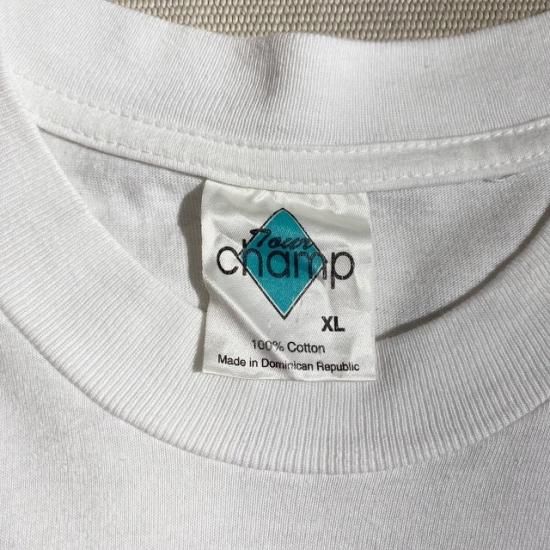 Tour
champ
XL
100% Cotton
Made in Dominican Republic